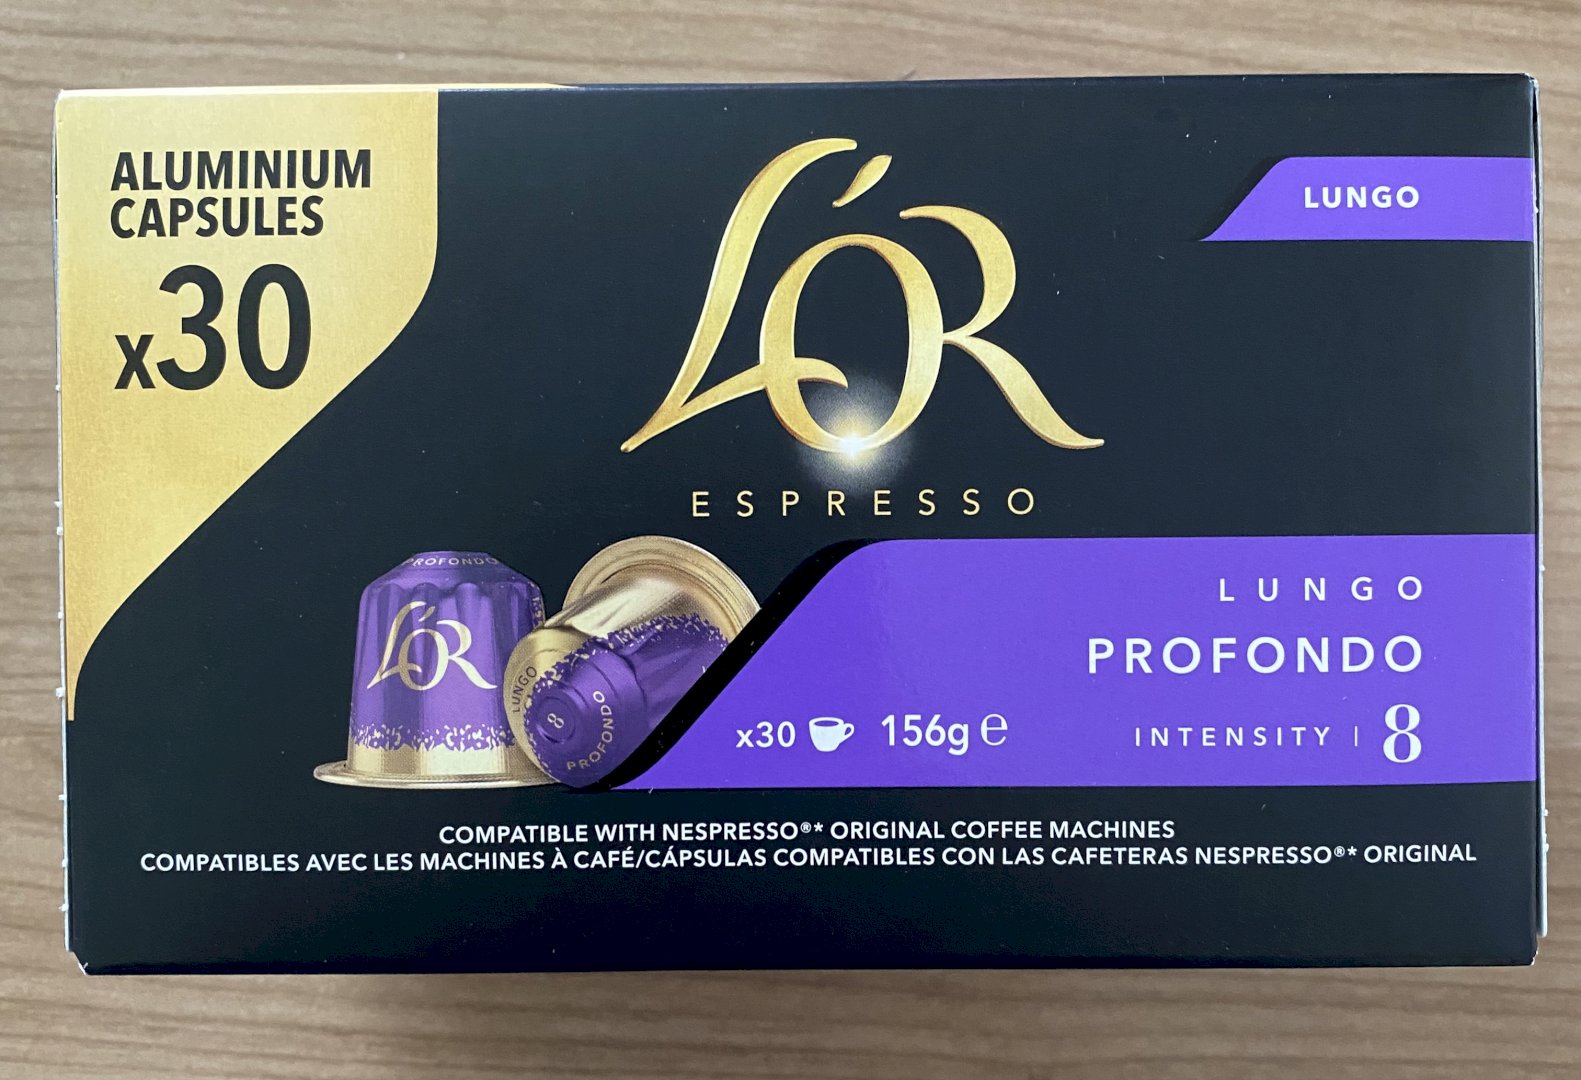 ALUMINIUM
CAPSULES
x30
L'OR
ESPRESSO
LUNGO
PROFONDO
L'OR
LUNGO
8
PROFONDO
LUNGO
PROFONDO
INTENSITY | 8
x30 156g ℮
COMPATIBLE WITH NESPRESSO®* ORIGINAL COFFEE MACHINES
COMPATIBLES AVEC LES MACHINES À CAFÉ/CÁPSULAS COMPATIBLES CON LAS CAFETERAS NESPRESSO®* ORIGINAL